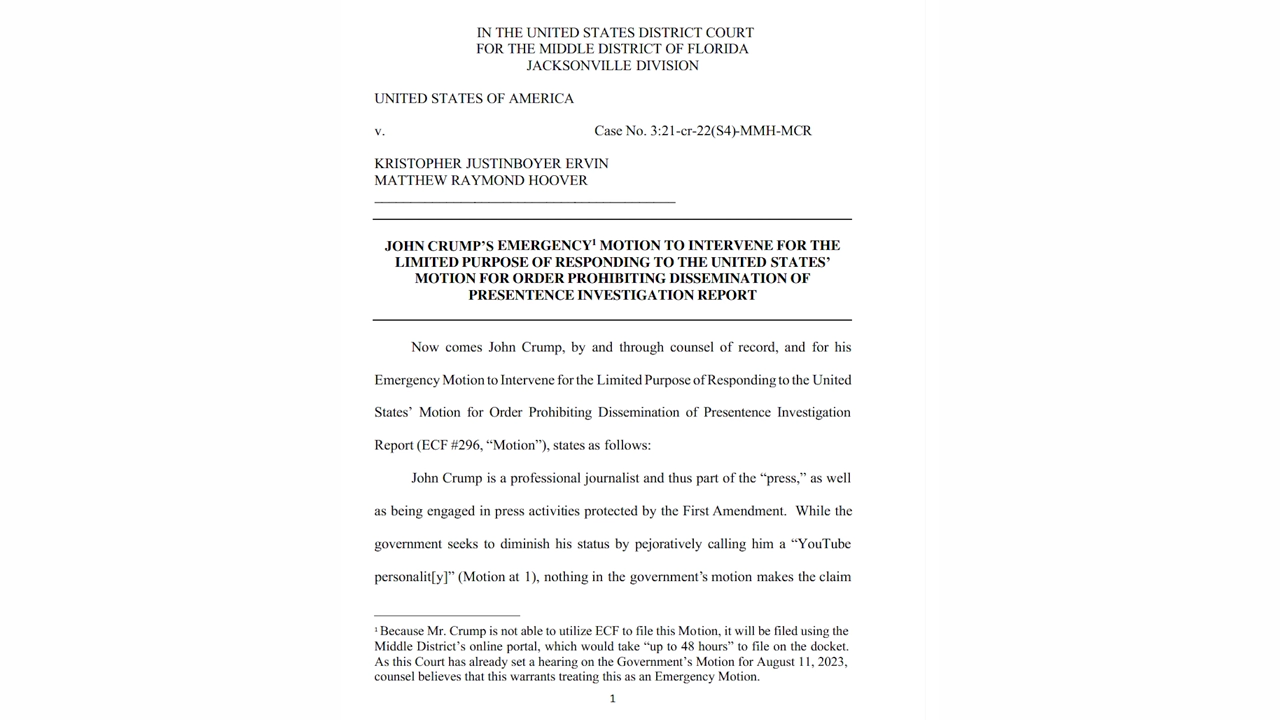 IN THE UNITED STATES DISTRICT COURT
FOR THE MIDDLE DISTRICT OF FLORIDA
JACKSONVILLE DIVISION
UNITED STATES OF AMERICA
v. Case No. 3:21-cr-22(S4)-MMH-MCR
KRISTOPHER JUSTINBOYER ERVIN
MATTHEW RAYMOND HOOVER
JOHN CRUMP’S EMERGENCY¹ MOTION TO INTERVENE FOR THE
LIMITED PURPOSE OF RESPONDING TO THE UNITED STATES’
MOTION FOR ORDER PROHIBITING DISSEMINATION OF
PRESENTENCE INVESTIGATION REPORT
Now comes John Crump, by and through counsel of record, and for his
Emergency Motion to Intervene for the Limited Purpose of Responding to the United
States’ Motion for Order Prohibiting Dissemination of Presentence Investigation
Report (ECF #296, “Motion”), states as follows:
John Crump is a professional journalist and thus part of the “press,” as well
as being engaged in press activities protected by the First Amendment. While the
government seeks to diminish his status by pejoratively calling him a “YouTube
personalit[y]” (Motion at 1), nothing in the government’s motion makes the claim
¹ Because Mr. Crump is not able to utilize ECF to file this Motion, it will be filed using the
Middle District’s online portal, which would take “up to 48 hours” to file on the docket.
As this Court has already set a hearing on the Government’s Motion for August 11, 2023,
counsel believes that this warrants treating this as an Emergency Motion.
1